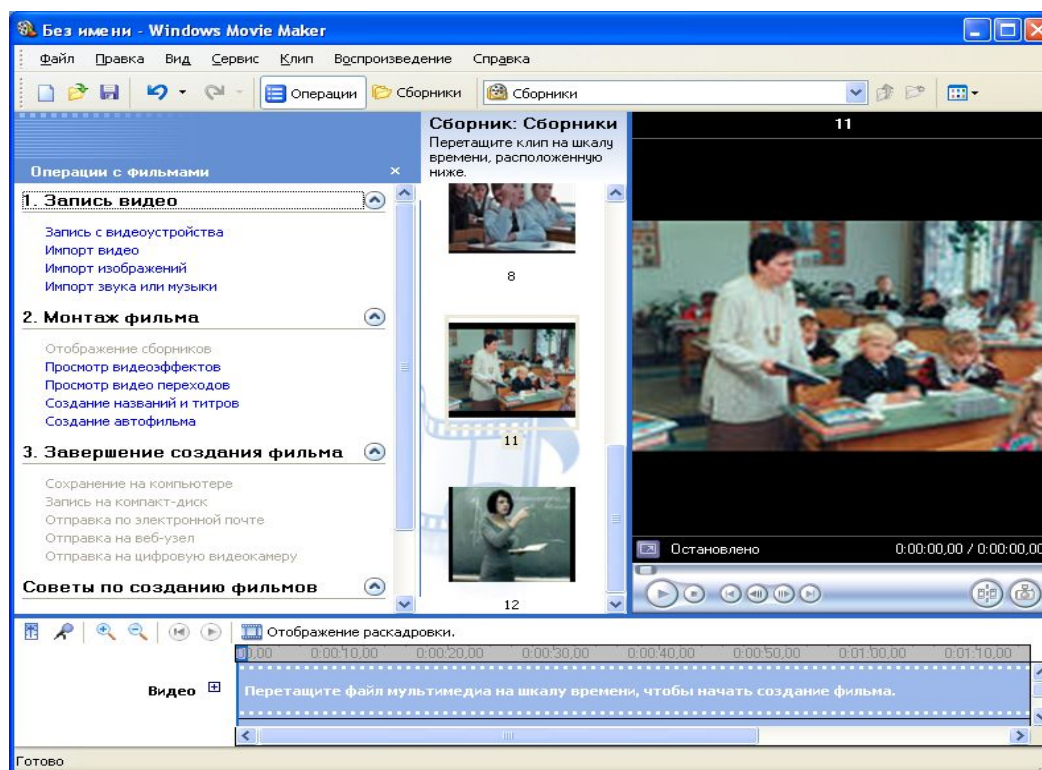 Без имени - Windows Movie Maker
Файл Правка Вид Сервис Клип Воспроизведение Справка
Операции Сборники Сборники
Операции с фильмами
1. Запись видео
Запись с видеоустройства
Импорт видео
Импорт изображений
Импорт звука или музыки
2. Монтаж фильма
Отображение сборников
Просмотр видеоэффектов
Просмотр видео переходов
Создание названий и титров
Создание автофильма
3. Завершение создания фильма
Сохранение на компьютере
Запись на компакт-диск
Отправка по электронной почте
Отправка на веб-узел
Отправка на цифровую видеокамеру
Советы по созданию фильмов
Сборник: Сборники
Перетащите клип на шкалу
времени, расположенную
ниже.
8
11
12
11
Остановлено 0:00:00,00 / 0:00:00,00
Отображение раскадровки.
0,00 0:00:10,00 0:00:20,00 0:00:30,00 0:00:40,00 0:00:50,00 0:01:00,00 0:01:10,00
Видео
Перетащите файл мультимедиа на шкалу времени, чтобы начать создание фильма.
Готово